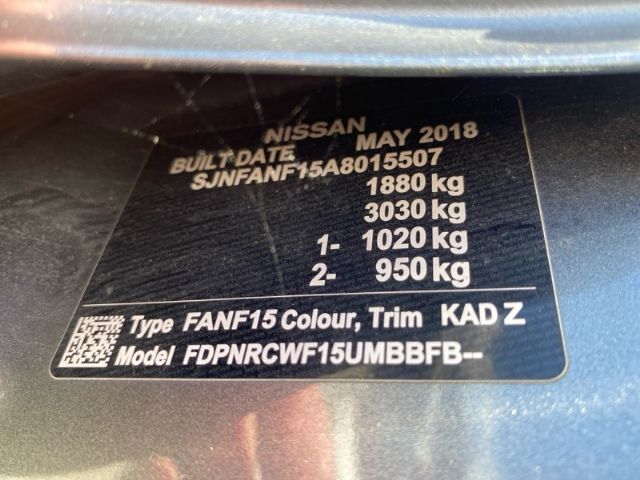 NISSAN
BUILT DATE MAY 2018
SJNFANF15A8015507
1880 kg
3030 kg
1- 1020 kg
2- 950 kg
Type FANF15 Colour, Trim KAD Z
Model FDPNRCWF15UMBBFB--